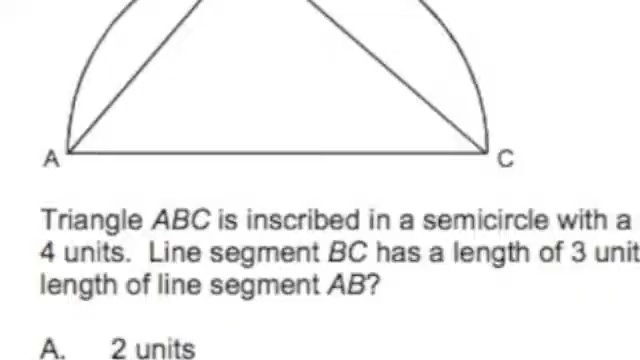 A C
Triangle ABC is inscribed in a semicircle with a
4 units. Line segment BC has a length of 3 unit
length of line segment AB?
A. 2 units